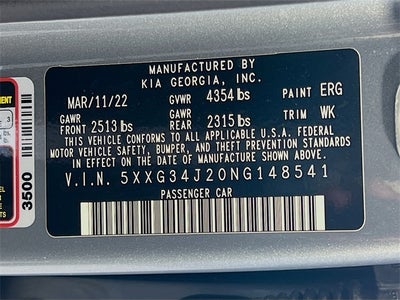 MANUFACTURED BY
KIA GEORGIA, INC.
MAR/11/22 GVWR 4354 lbs PAINT ERG
GAWR FRONT 2513 lbs GAWR REAR 2315 lbs TRIM WK
THIS VEHICLE CONFORMS TO ALL APPLICABLE U.S.A. FEDERAL
MOTOR VEHICLE SAFETY, BUMPER, AND THEFT PREVENTION STANDARDS
IN EFFECT ON THE DATE OF MANUFACTURE SHOWN ABOVE.
V.I.N. 5XXG34J20NG148541
PASSENGER CAR
3500